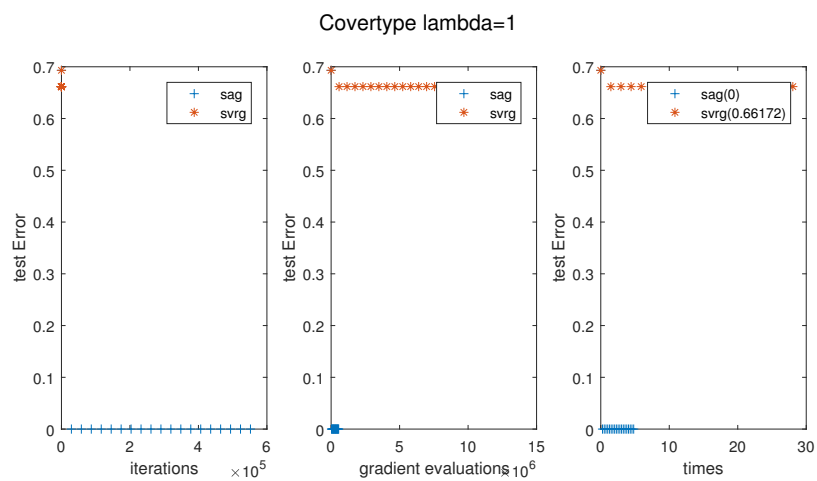 Covertype lambda=1
0.7
0.6
0.5
0.4
0.3
0.2
0.1
0
test Error
0 2 4 6
×10^5
iterations
sag
svrg
0.7
0.6
0.5
0.4
0.3
0.2
0.1
0
test Error
0 5 10 15
×10^6
gradient evaluations
sag
svrg
0.7
0.6
0.5
0.4
0.3
0.2
0.1
0
test Error
0 10 20 30
times
sag(0)
svrg(0.66172)